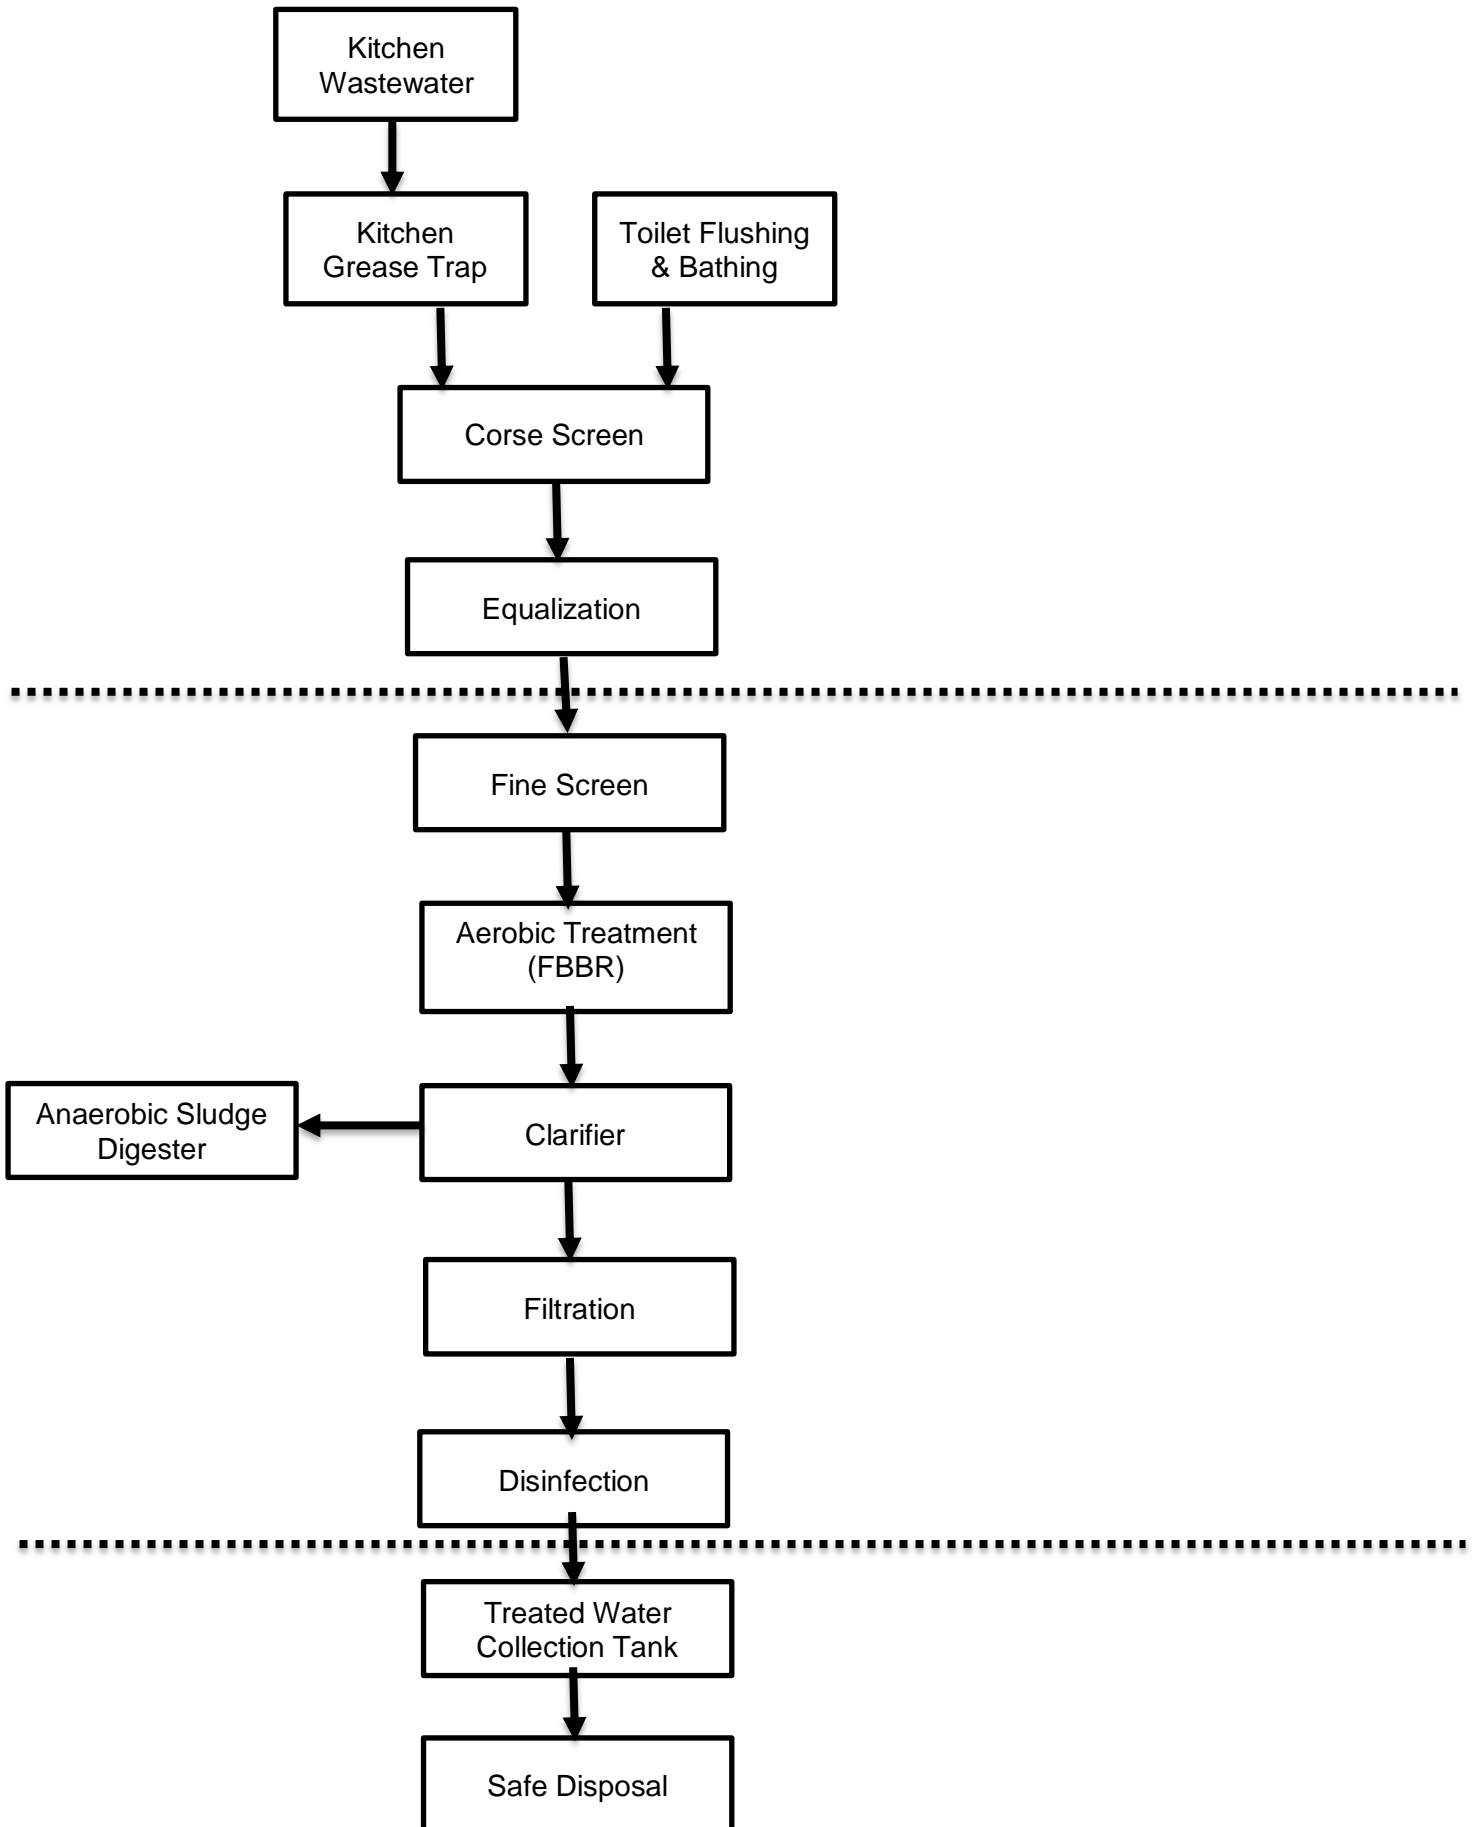 Kitchen
Wastewater
Kitchen
Grease Trap
Toilet Flushing
& Bathing
Corse Screen
Equalization
Fine Screen
Aerobic Treatment
(FBBR)
Anaerobic Sludge
Digester
Clarifier
Filtration
Disinfection
Treated Water
Collection Tank
Safe Disposal